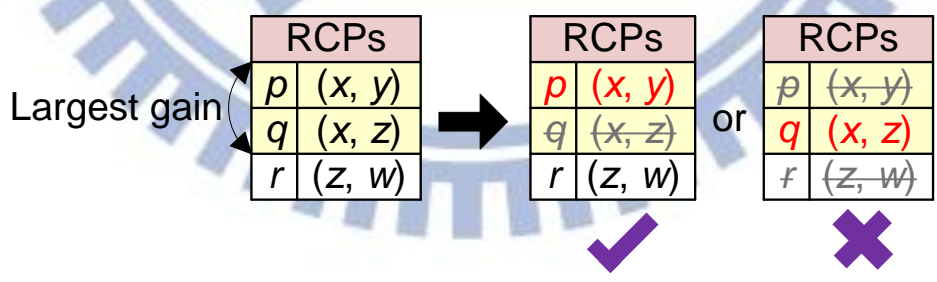 RCPs
p (x, y)
q (x, z)
r (z, w)
Largest gain
RCPs
p (x, y)
q (x, z)
r (z, w)
or
RCPs
p (x, y)
q (x, z)
r (z, w)